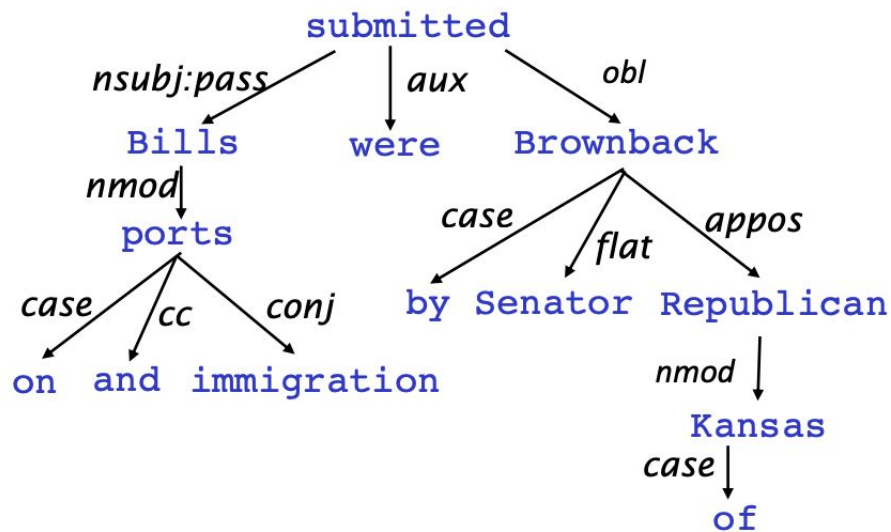 submitted
nsubj:pass aux obl
Bills were Brownback
nmod
ports
case flat appos
case cc conj
by Senator Republican
on and immigration
nmod
Kansas
case
of